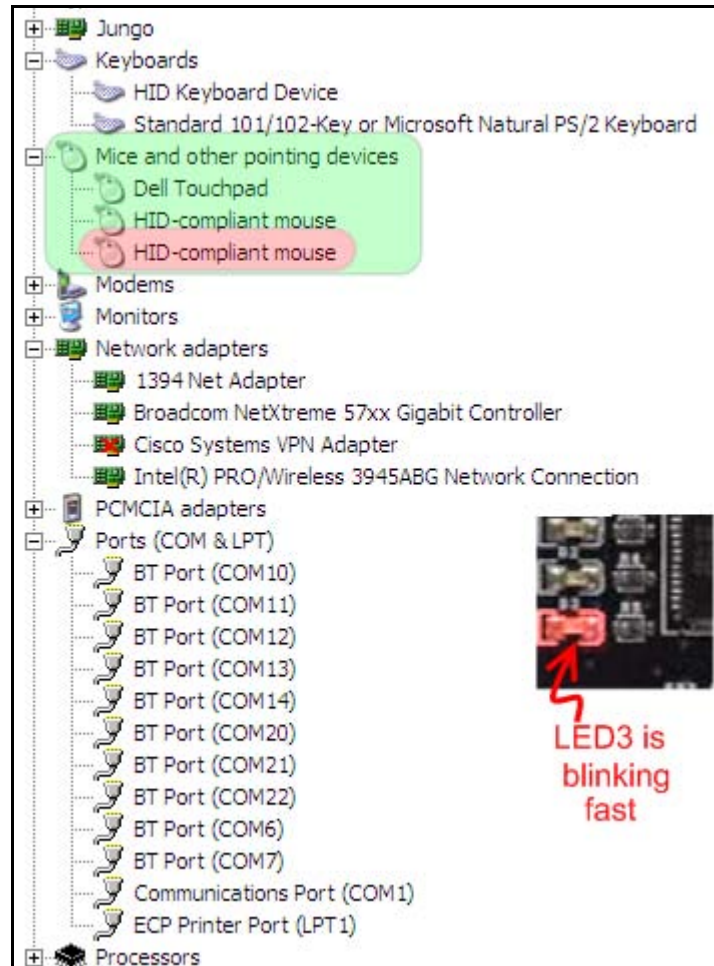 Jungo
Keyboards
HID Keyboard Device
Standard 101/102-Key or Microsoft Natural PS/2 Keyboard
Mice and other pointing devices
Dell Touchpad
HID-compliant mouse
HID-compliant mouse
Modems
Monitors
Network adapters
1394 Net Adapter
Broadcom NetXtreme 57xx Gigabit Controller
Cisco Systems VPN Adapter
Intel(R) PRO/Wireless 3945ABG Network Connection
PCMCIA adapters
Ports (COM & LPT)
BT Port (COM10)
BT Port (COM11)
BT Port (COM12)
BT Port (COM13)
BT Port (COM14)
BT Port (COM20)
BT Port (COM21)
BT Port (COM22)
BT Port (COM6)
BT Port (COM7)
Communications Port (COM1)
ECP Printer Port (LPT1)
Processors
LED3 is
blinking
fast